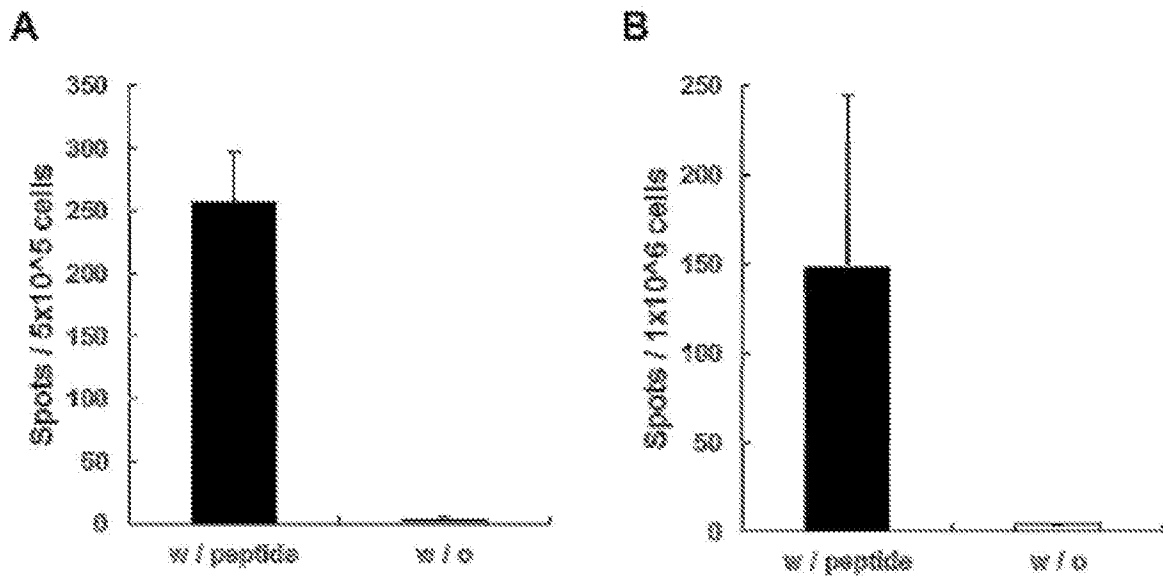 A
350
300
250
200
150
100
50
0
Spots / 5x10^5 cells
w / peptide
w / o
B
250
200
150
100
50
0
Spots / 1x10^6 cells
w / peptide
w / o